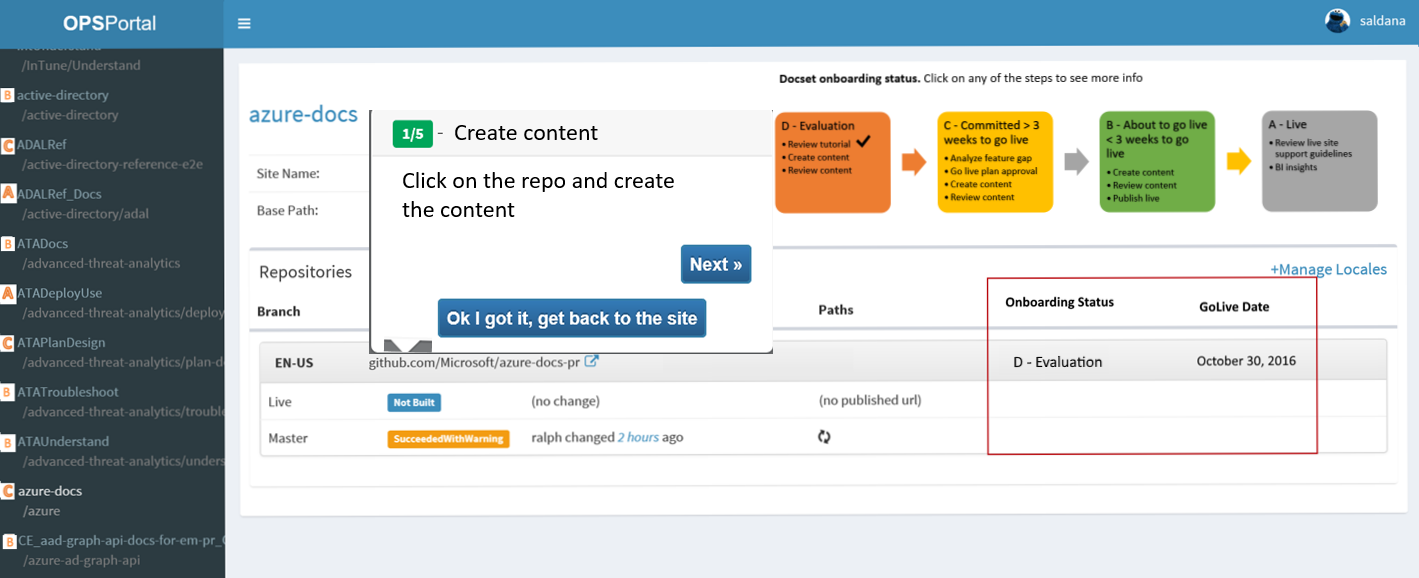 OPSPortal
saldana
InToUnderstand
/InTune/Understand
B active-directory
/active-directory
C ADALRef
/active-directory-reference-e2e
A ADALRef_Docs
/active-directory/adal
B ATADocs
/advanced-threat-analytics
A ATADeployUse
/advanced-threat-analytics/deploy
C ATAPlanDesign
/advanced-threat-analytics/plan-d
B ATATroubleshoot
/advanced-threat-analytics/trouble
B ATAUnderstand
/advanced-threat-analytics/unders
C azure-docs
/azure
B CE_aad-graph-api-docs-for-em-pr_
/azure-ad-graph-api
Docset onboarding status. Click on any of the steps to see more info
azure-docs
Site Name:
Base Path:
1/5 - Create content
Click on the repo and create
the content
Next »
Ok I got it, get back to the site
D - Evaluation
• Review tutorial ✔
• Create content
• Review content
C - Committed > 3
weeks to go live
• Analyze feature gap
• Go live plan approval
• Create content
• Review content
B - About to go live
< 3 weeks to go
live
• Create content
• Review content
• Publish live
A - Live
• Review live site
support guidelines
• BI insights
Repositories
+Manage Locales
Branch
Paths
Onboarding Status
GoLive Date
EN-US
github.com/Microsoft/azure-docs-pr
D - Evaluation
October 30, 2016
Live
Not Built
(no change)
(no published url)
Master
SucceededWithWarning
ralph changed 2 hours ago